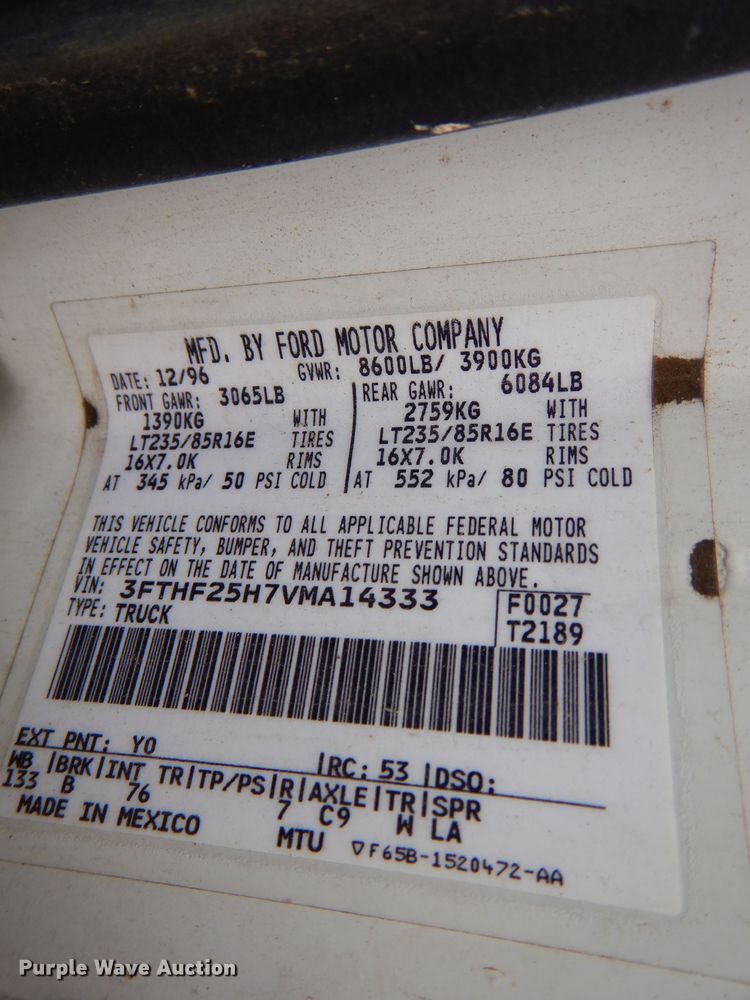 MFD. BY FORD MOTOR COMPANY
DATE: 12/96 GVWR: 8600LB/ 3900KG
FRONT GAWR: 3065LB REAR GAWR: 6084LB
1390KG WITH 2759KG WITH
LT235/85R16E TIRES LT235/85R16E TIRES
16X7.0K RIMS 16X7.0K RIMS
AT 345 kPa/ 50 PSI COLD AT 552 kPa/ 80 PSI COLD
THIS VEHICLE CONFORMS TO ALL APPLICABLE FEDERAL MOTOR
VEHICLE SAFETY, BUMPER, AND THEFT PREVENTION STANDARDS
IN EFFECT ON THE DATE OF MANUFACTURE SHOWN ABOVE.
VIN: 3FTHF25H7VMA14333 F0027
TYPE: TRUCK T2189
EXT PNT: YO RC: 53 DSO:
WB |BRK|INT TR|TP/PS|R|AXLE|TR|SPR
133 B 76 7 C9 W LA
MADE IN MEXICO MTU ▽F65B-1520472-AA
Purple Wave Auction